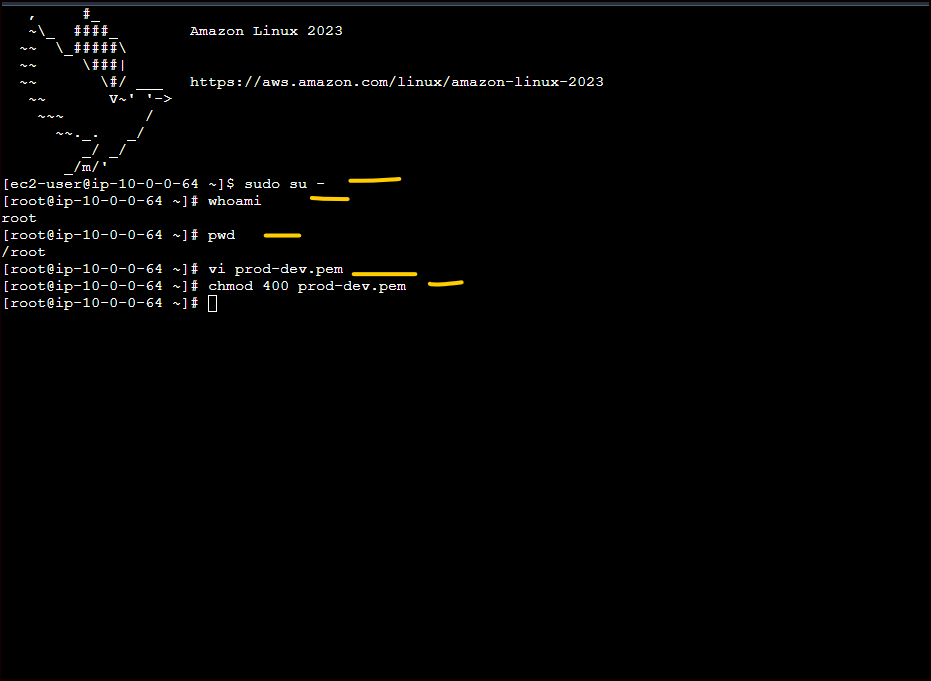 ,     #_
   ~\_  ####_        Amazon Linux 2023
  ~~  \_#####\
  ~~     \###|
  ~~       \#/ ___   https://aws.amazon.com/linux/amazon-linux-2023
   ~~       V~' '->
    ~~~         /
      ~~._.   _/
         _/ _/
       _/m/'
[ec2-user@ip-10-0-0-64 ~]$ sudo su -
[root@ip-10-0-0-64 ~]# whoami
root
[root@ip-10-0-0-64 ~]# pwd
/root
[root@ip-10-0-0-64 ~]# vi prod-dev.pem
[root@ip-10-0-0-64 ~]# chmod 400 prod-dev.pem
[root@ip-10-0-0-64 ~]#